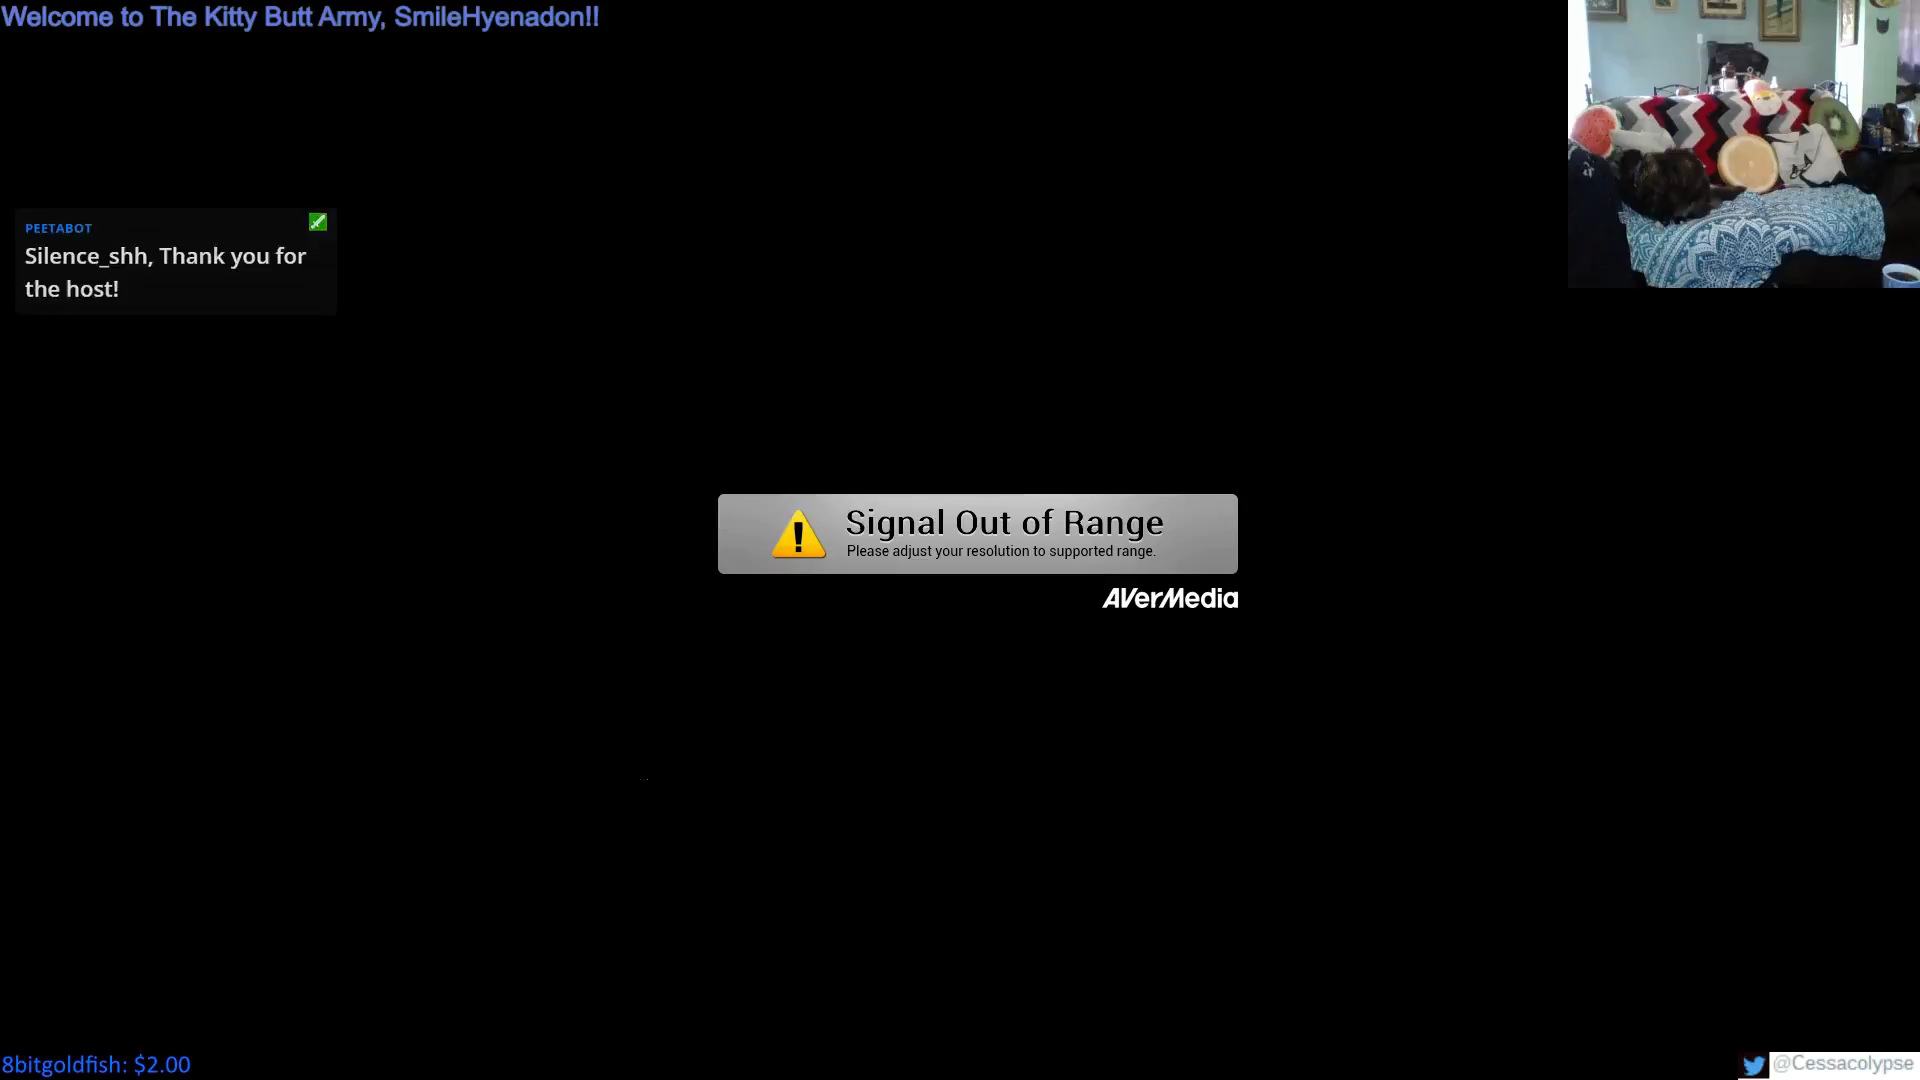 Welcome to The Kitty Butt Army, SmileHyenadon!!
PEETABOT
Silence_shh, Thank you for
the host!
Signal Out of Range
Please adjust your resolution to supported range.
AVerMedia
8bitgoldfish: $2.00
@Cessacolypse